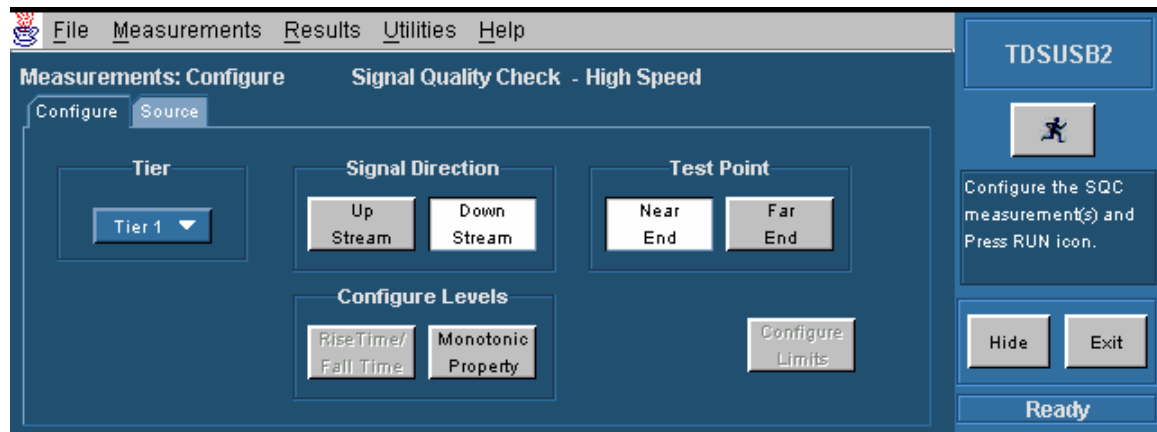 File Measurements Results Utilities Help
Measurements: Configure Signal Quality Check - High Speed
Configure Source
Tier
Tier 1
Signal Direction
Up
Stream
Down
Stream
Test Point
Near
End
Far
End
Configure Levels
RiseTime/
Fall Time
Monotonic
Property
Configure
Limits
TDSUSB2
Configure the SQC
measurement(s) and
Press RUN icon.
Hide
Exit
Ready